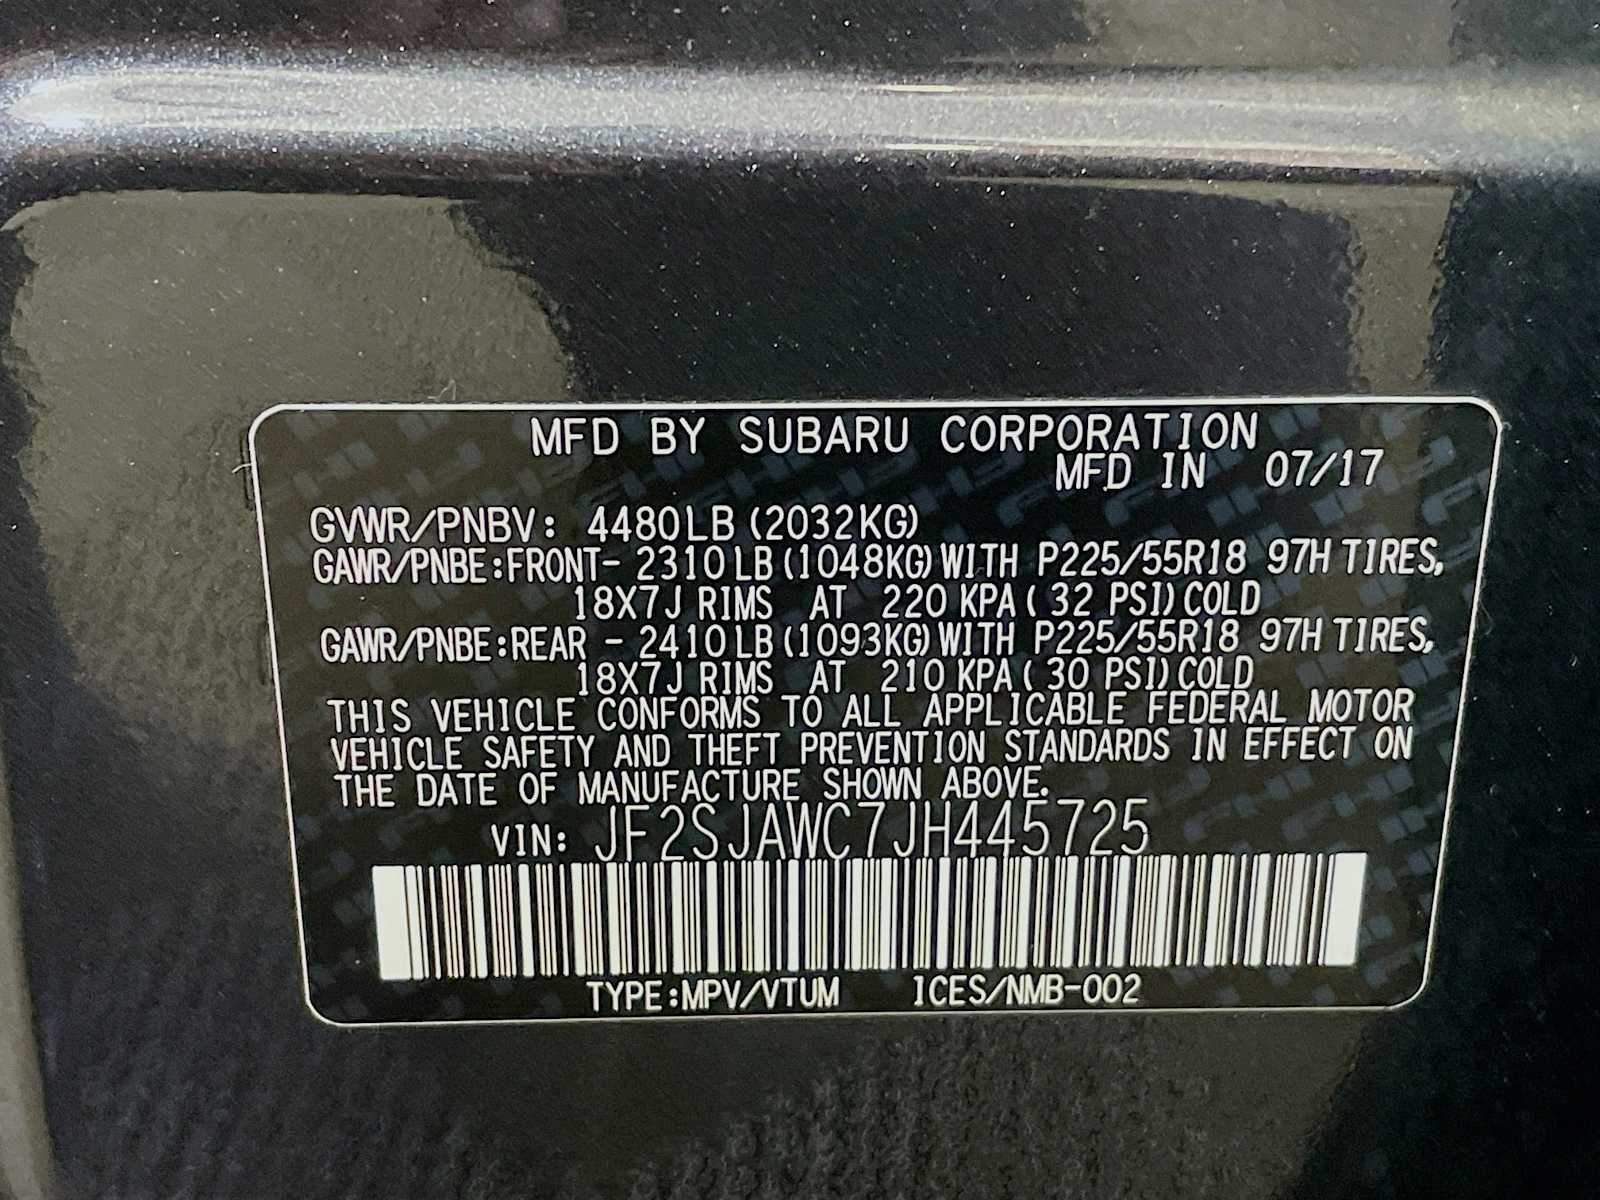 MFD BY SUBARU CORPORATION
MFD IN 07/17
GVWR/PNBV: 4480LB (2032KG)
GAWR/PNBE:FRONT- 2310LB (1048KG) WITH P225/55R18 97H TIRES,
18X7J RIMS AT 220 KPA ( 32 PSI) COLD
GAWR/PNBE:REAR - 2410LB (1093KG) WITH P225/55R18 97H TIRES,
18X7J RIMS AT 210 KPA ( 30 PSI) COLD
THIS VEHICLE CONFORMS TO ALL APPLICABLE FEDERAL MOTOR
VEHICLE SAFETY AND THEFT PREVENTION STANDARDS IN EFFECT ON
THE DATE OF MANUFACTURE SHOWN ABOVE.
VIN: JF2SJAWC7JH445725
TYPE:MPV/VTUM ICES/NMB-002